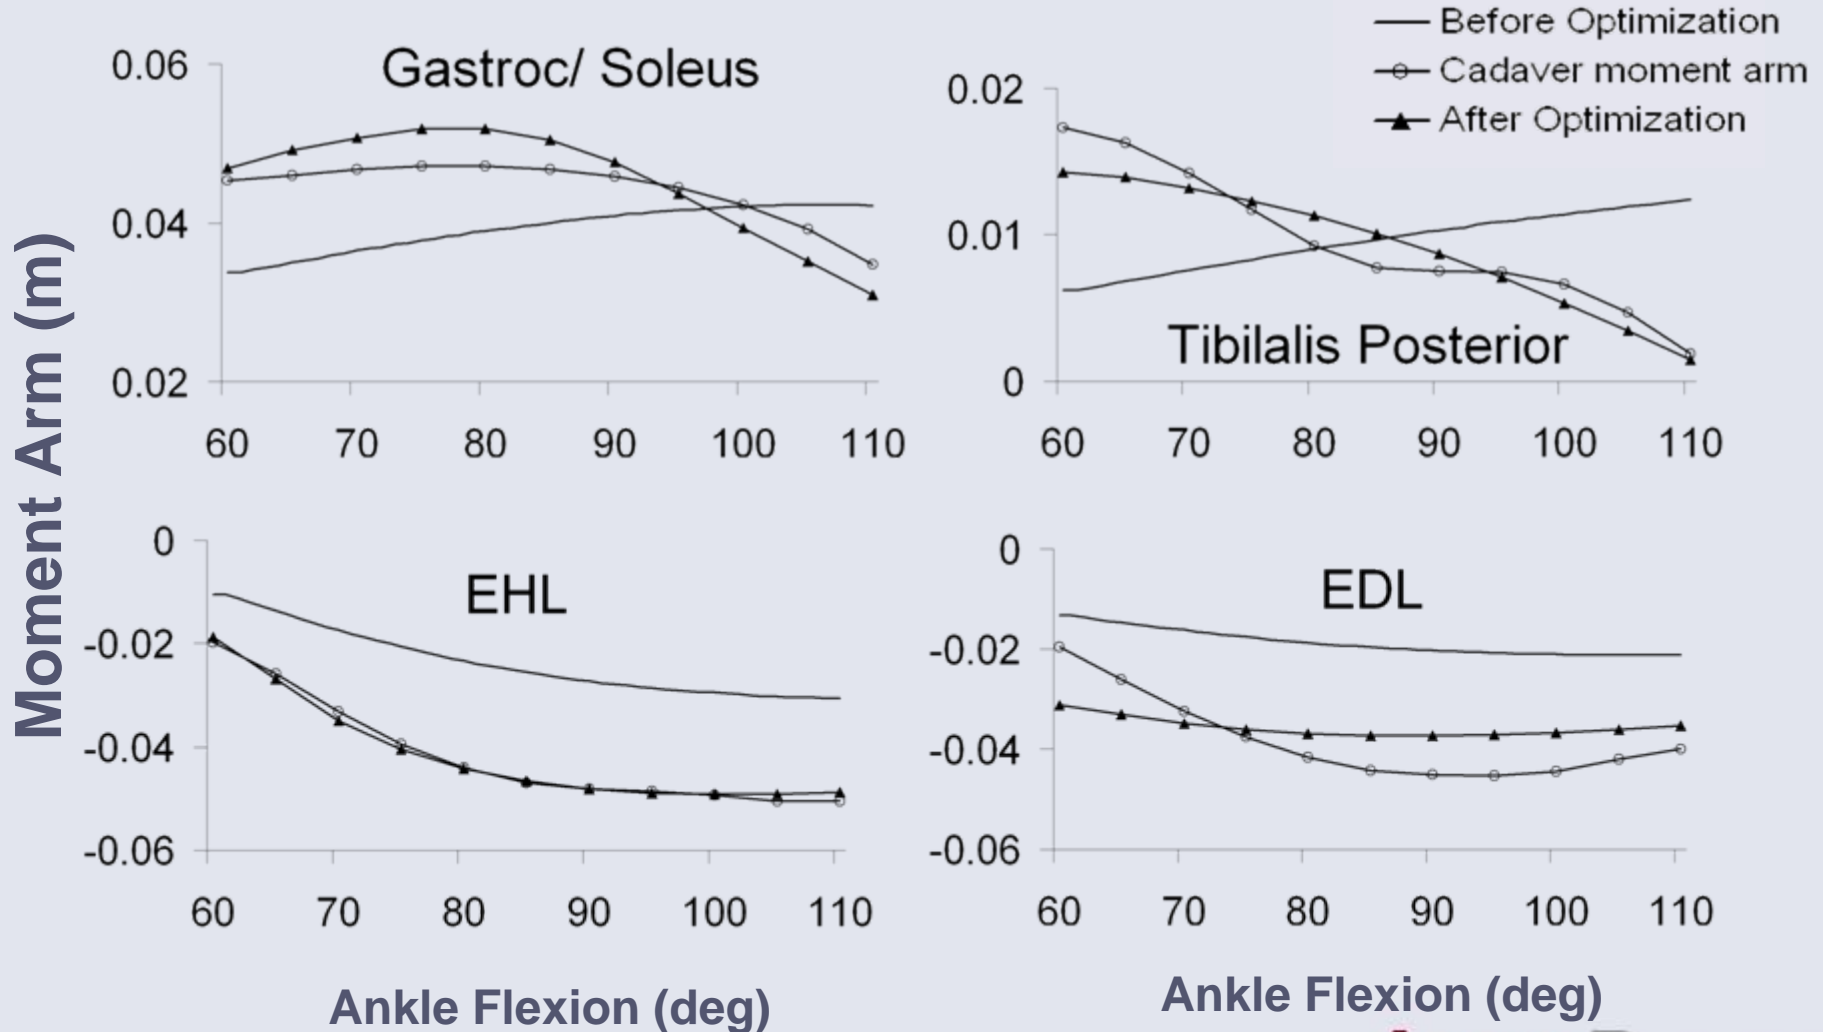 Before Optimization
Cadaver moment arm
After Optimization
Moment Arm (m)
Gastroc/ Soleus
0.06
0.04
0.02
60 70 80 90 100 110
Tibilalis Posterior
0.02
0.01
0
60 70 80 90 100 110
EHL
0
-0.02
-0.04
-0.06
60 70 80 90 100 110
Ankle Flexion (deg)
EDL
0
-0.02
-0.04
-0.06
60 70 80 90 100 110
Ankle Flexion (deg)